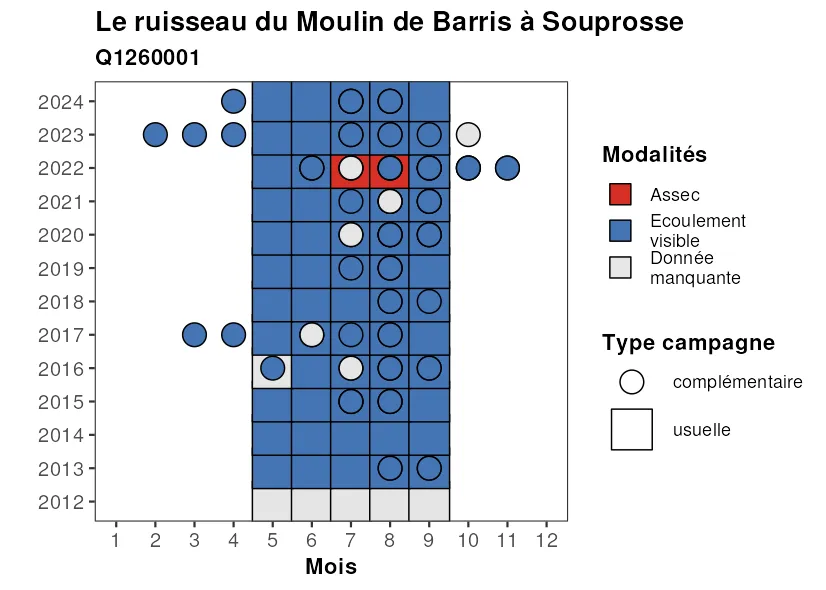 Le ruisseau du Moulin de Barris à Souprosse
Q1260001
2024
2023
2022
2021
2020
2019
2018
2017
2016
2015
2014
2013
2012
1 2 3 4 5 6 7 8 9 10 11 12
Mois
Modalités
Assec
Ecoulement
visible
Donnée
manquante
Type campagne
complémentaire
usuelle